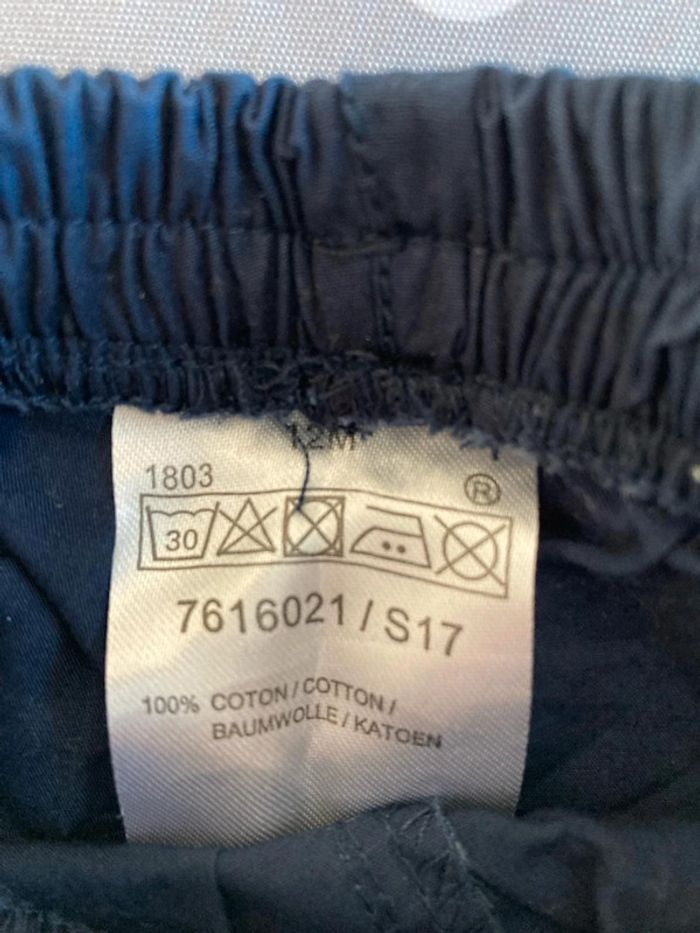 12M
1803
®
30
7616021 / S17
100% COTON / COTTON /
BAUMWOLLE / KATOEN